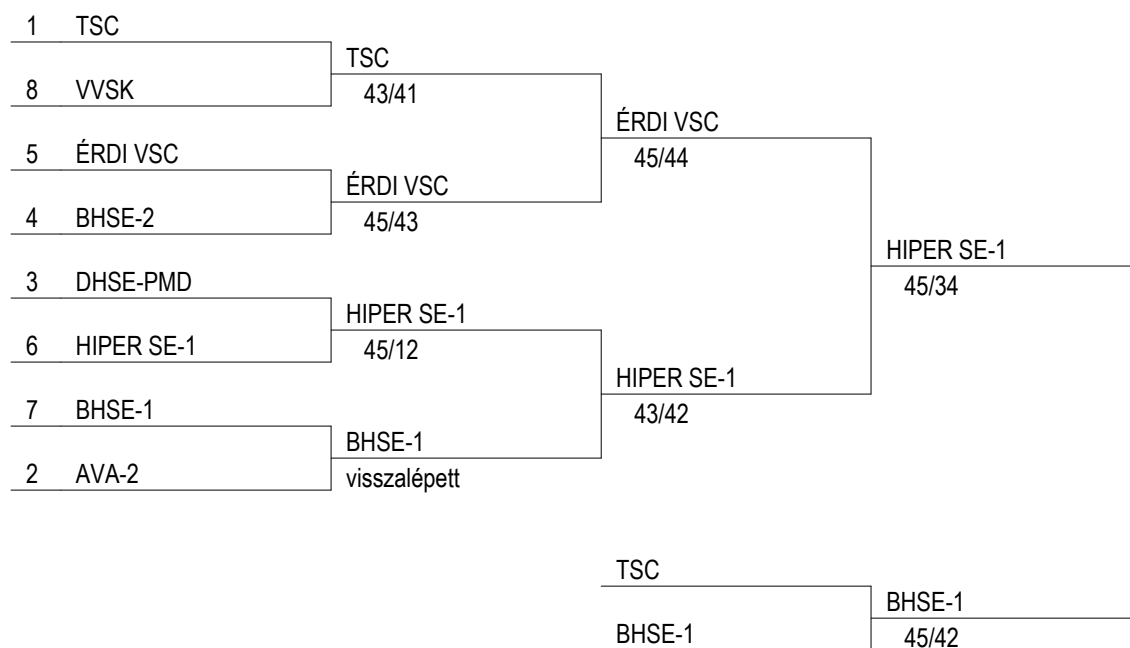 1 TSC
TSC
8 VVSK
43/41
ÉRDI VSC
5 ÉRDI VSC
45/44
ÉRDI VSC
4 BHSE-2
45/43
HIPER SE-1
3 DHSE-PMD
45/34
HIPER SE-1
6 HIPER SE-1
45/12
HIPER SE-1
7 BHSE-1
43/42
BHSE-1
2 AVA-2
visszalépett
TSC
BHSE-1
BHSE-1
45/42